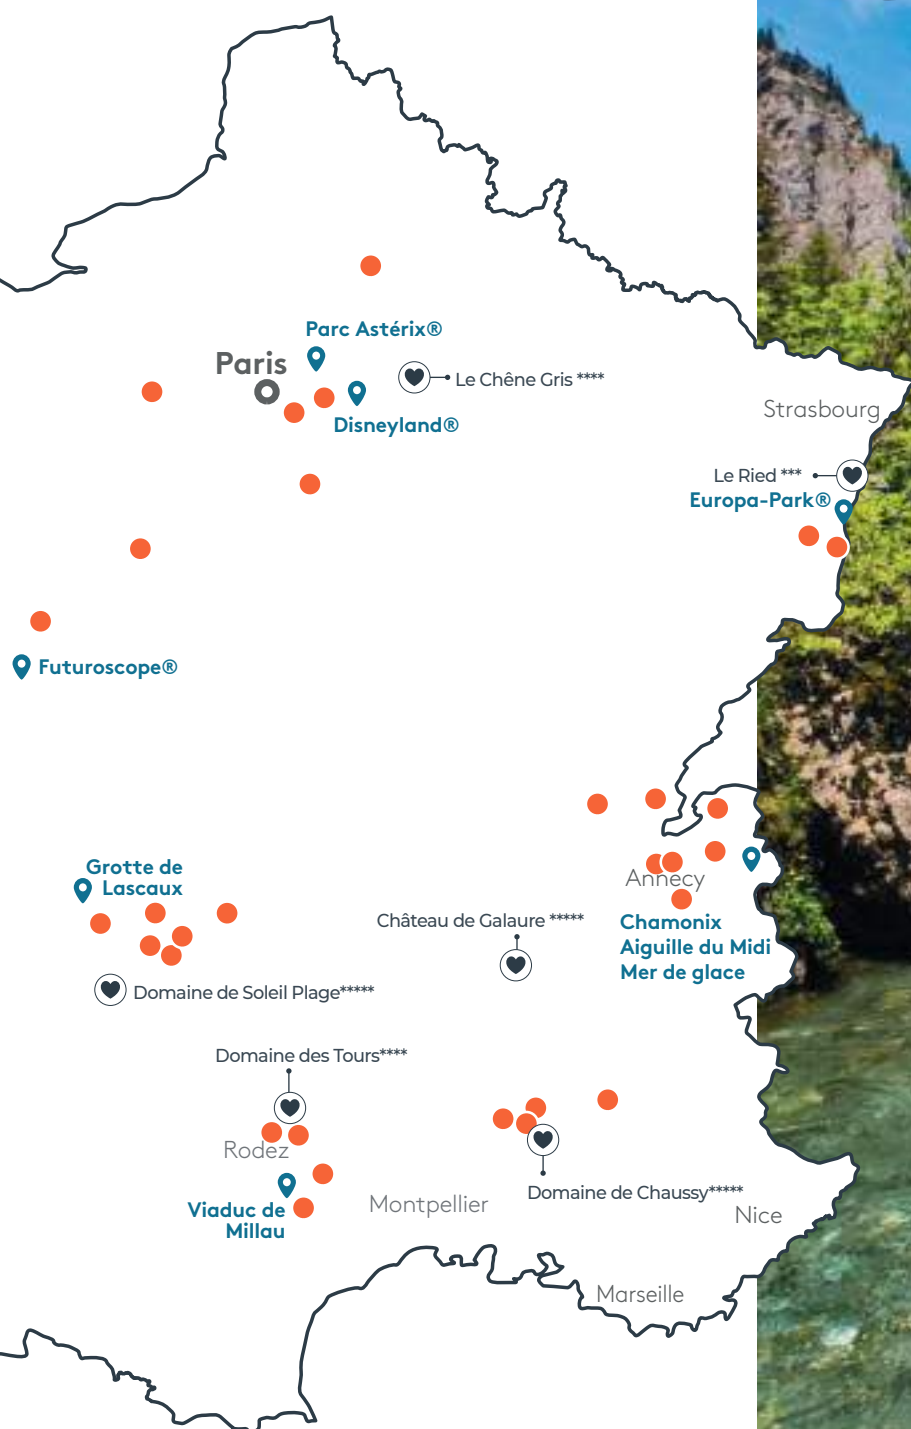 Parc Astérix®
Paris
Le Chêne Gris ****
Disneyland®
Strasbourg
Le Ried ***
Europa-Park®
Futuroscope®
Grotte de
Lascaux
Annecy
Château de Galaure *****
Chamonix
Aiguille du Midi
Mer de glace
Domaine de Soleil Plage*****
Domaine des Tours****
Rodez
Viaduc de
Millau
Montpellier
Domaine de Chaussy*****
Nice
Marseille